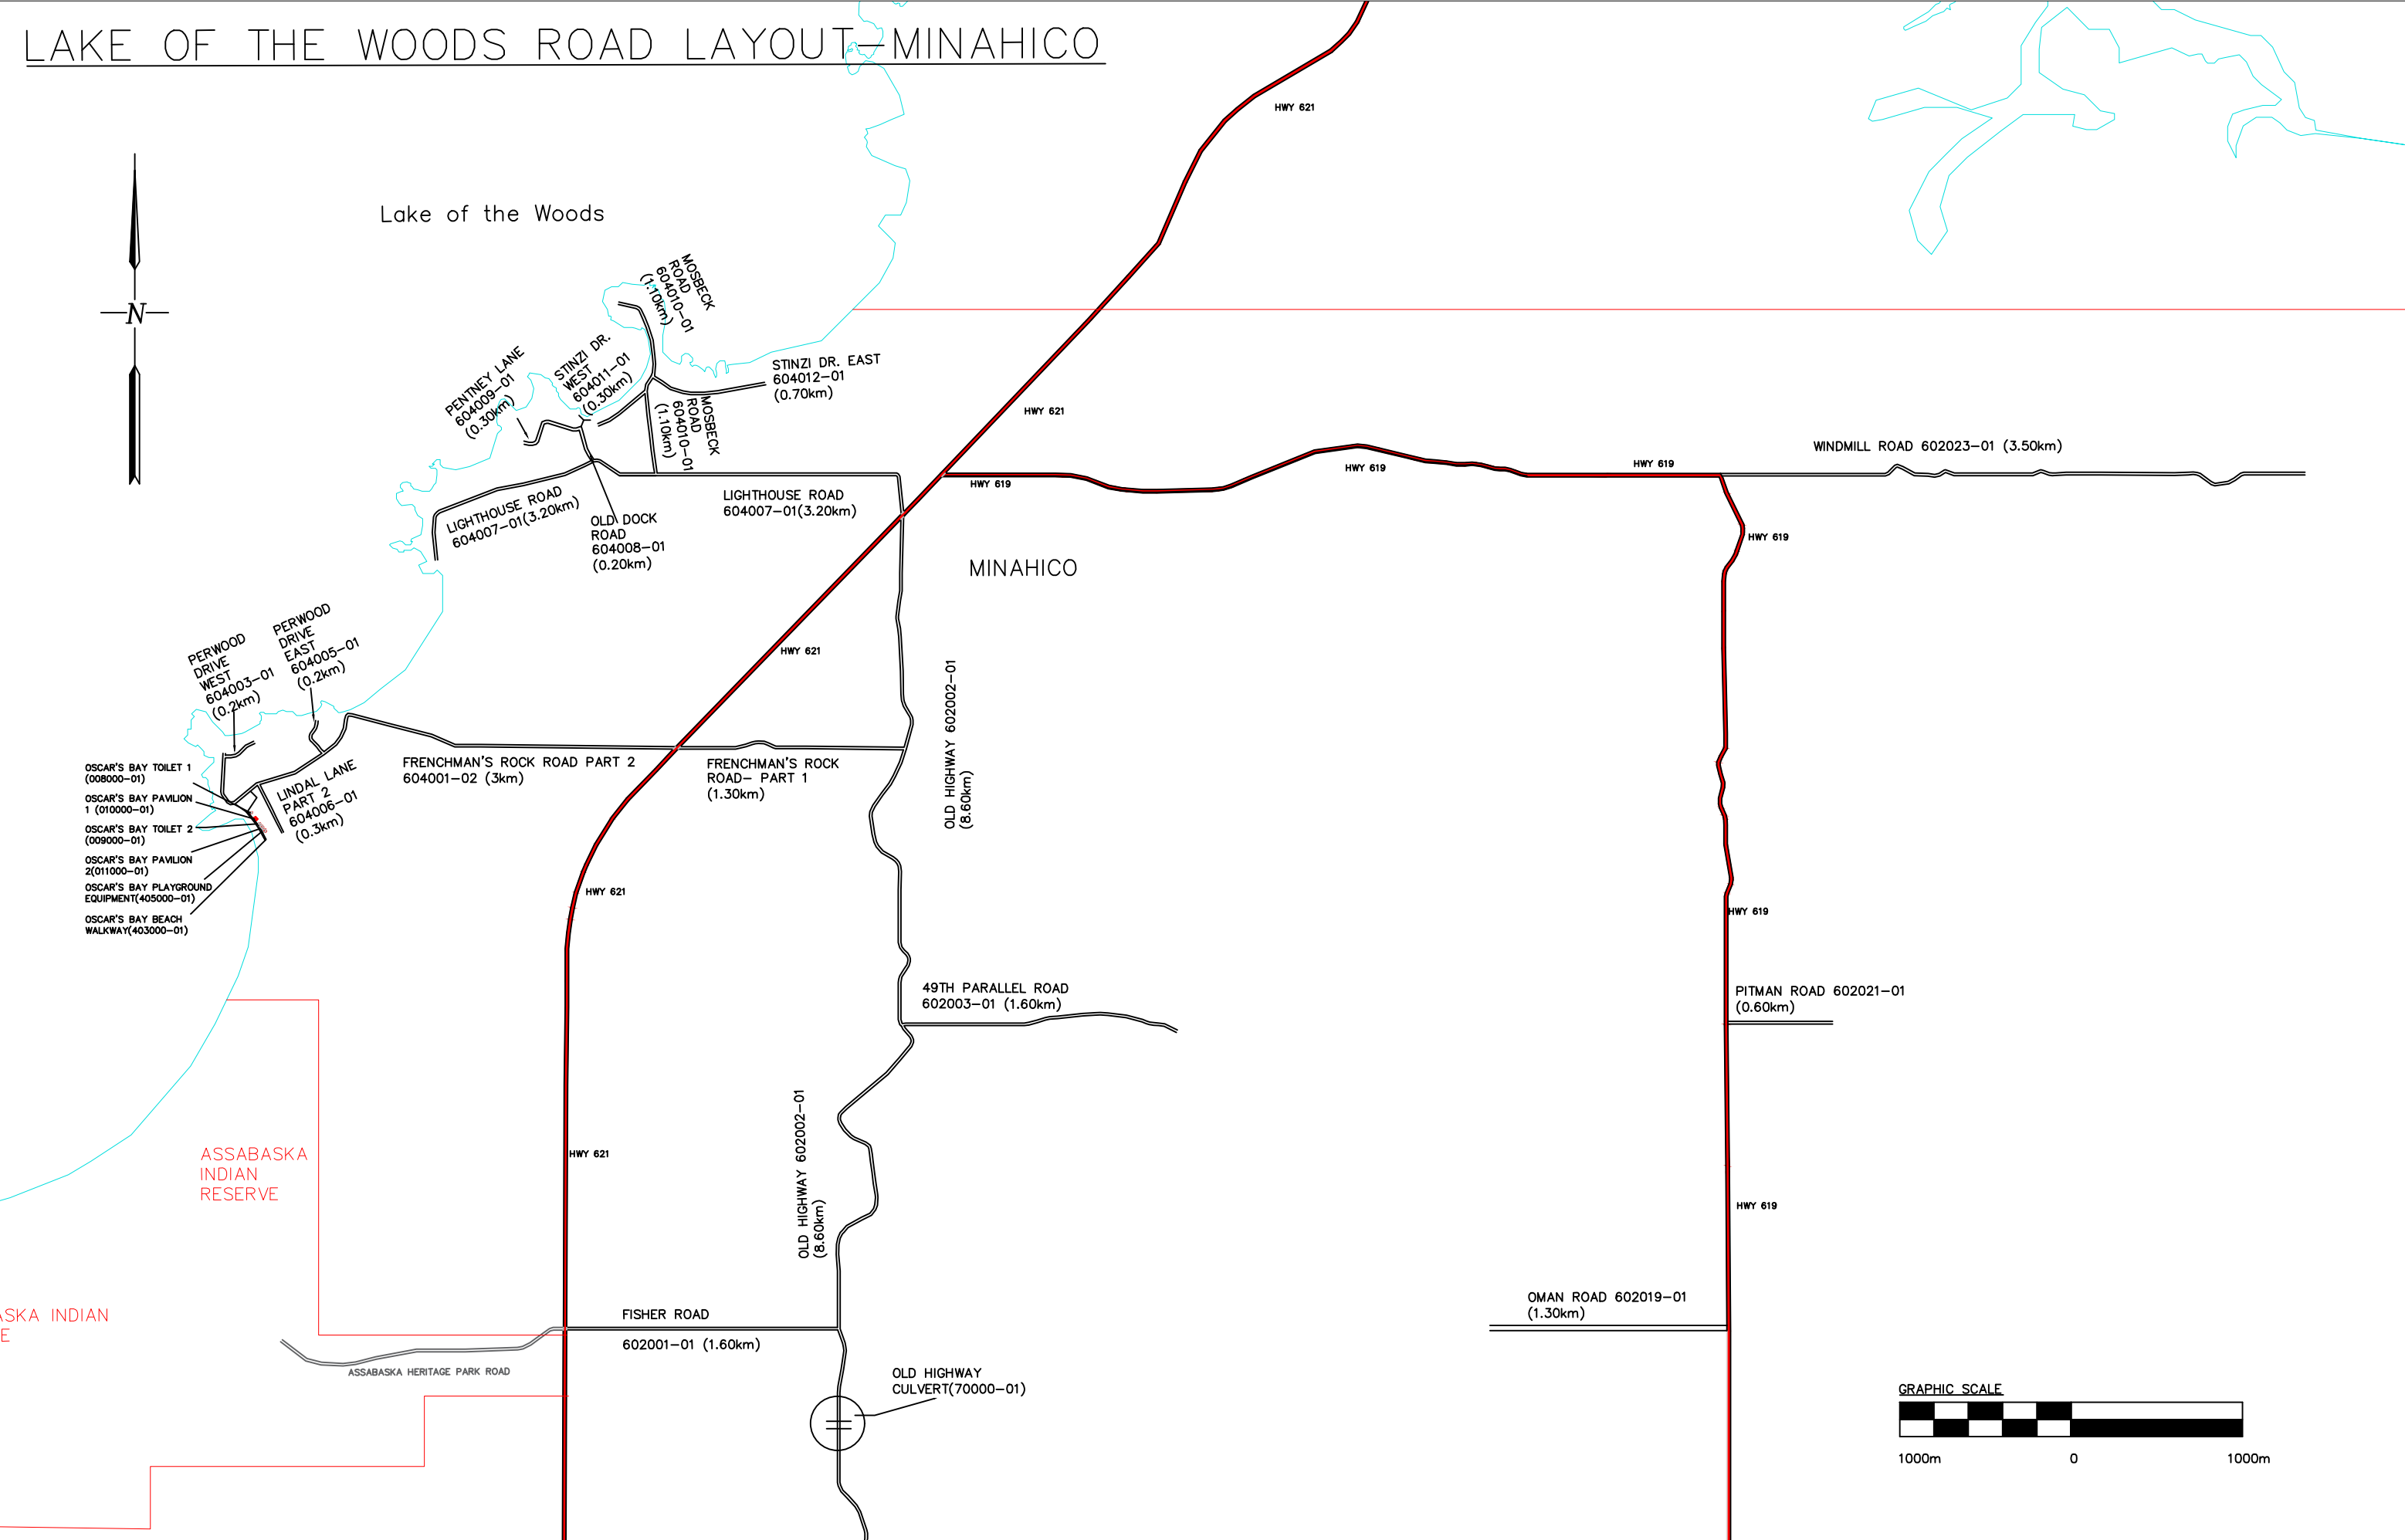 LAKE OF THE WOODS ROAD LAYOUT-MINAHICO
HWY 621
N
Lake of the Woods
MOSBECK
ROAD
604010-01
(1.10km)
STINZI DR.
WEST
604011-01
(0.30km)
PENTNEY LANE
604009-01
(0.30km)
STINZI DR. EAST
604012-01
(0.70km)
MOSBECK
ROAD
604010-01
(1.10km)
HWY 621
WINDMILL ROAD 602023-01 (3.50km)
HWY 619
HWY 619
HWY 619
LIGHTHOUSE ROAD
604007-01(3.20km)
LIGHTHOUSE ROAD
604007-01(3.20km)
OLD DOCK
ROAD
604008-01
(0.20km)
HWY 619
MINAHICO
PERWOOD
DRIVE
WEST
604003-01
(0.2km)
PERWOOD
DRIVE
EAST
604005-01
(0.2km)
HWY 621
OLD HIGHWAY 602002-01
(8.60km)
FRENCHMAN'S ROCK ROAD PART 2
604001-02 (3km)
FRENCHMAN'S ROCK
ROAD- PART 1
(1.30km)
LINDAL LANE
PART 2
604006-01
(0.3km)
OSCAR'S BAY TOILET 1
(008000-01)
OSCAR'S BAY PAVILION
1 (010000-01)
OSCAR'S BAY TOILET 2
(009000-01)
OSCAR'S BAY PAVILION
2(011000-01)
OSCAR'S BAY PLAYGROUND
EQUIPMENT(405000-01)
OSCAR'S BAY BEACH
WALKWAY(403000-01)
HWY 621
HWY 619
49TH PARALLEL ROAD
602003-01 (1.60km)
PITMAN ROAD 602021-01
(0.60km)
ASSABASKA
INDIAN
RESERVE
HWY 621
OLD HIGHWAY 602002-01
(8.60km)
HWY 619
OMAN ROAD 602019-01
(1.30km)
ASKA INDIAN
E
FISHER ROAD
602001-01 (1.60km)
ASSABASKA HERITAGE PARK ROAD
OLD HIGHWAY
CULVERT(70000-01)
GRAPHIC SCALE
1000m 0 1000m